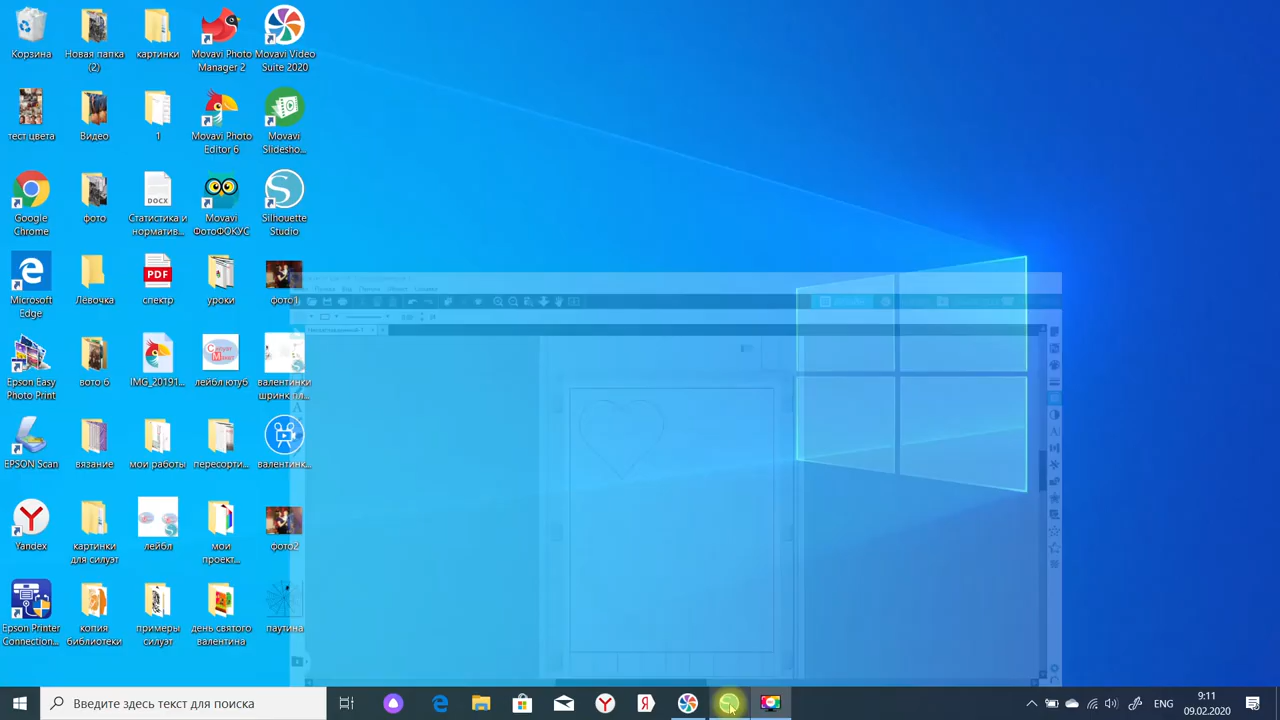 Корзина
Новая папка
(2)
картинки
Movavi Photo
Manager 2
Movavi Video
Suite 2020
тест цвета
Видео
1
Movavi Photo
Editor 6
Movavi
Slidesho...
Google
Chrome
фото
DOCX
Статистика и
норматив...
Movavi
ФотоФОКУС
Silhouette
Studio
Microsoft
Edge
Левочка
PDF
спектр
уроки
фото1
Epson Easy
Photo Print
вото 6
IMG_20191...
лейбл ютуб
валентинки
шринк пл...
EPSON Scan
вязание
мои работы
пересорти...
валентинк...
Yandex
картинки
для силуэт
лейбл
мои
проект...
фото2
Epson Printer
Connection...
копия
библиотеки
примеры
силуэт
день святого
валентина
паутина
Введите здесь текст для поиска
ENG
9:11
09.02.2020